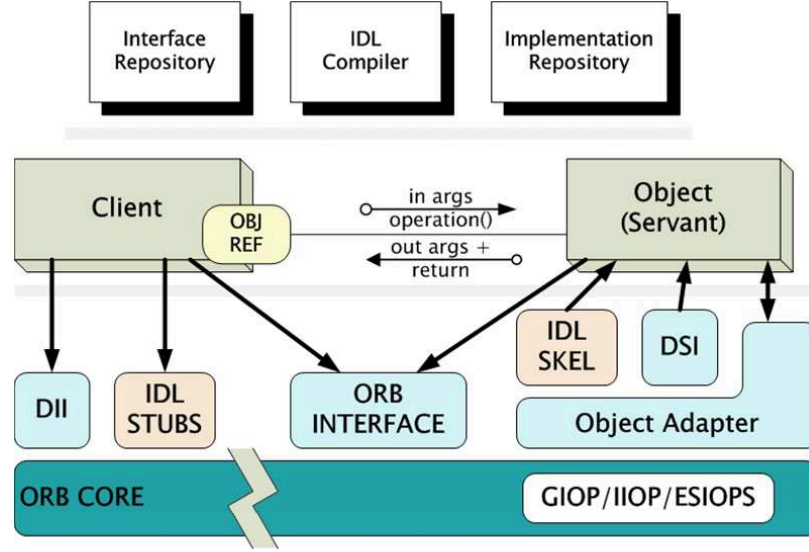 Interface
Repository
IDL
Compiler
Implementation
Repository
Client
OBJ
REF
in args
operation()
out args +
return
Object
(Servant)
DII
IDL
STUBS
ORB
INTERFACE
IDL
SKEL
DSI
Object Adapter
ORB CORE
GIOP/IIOP/ESIOPS